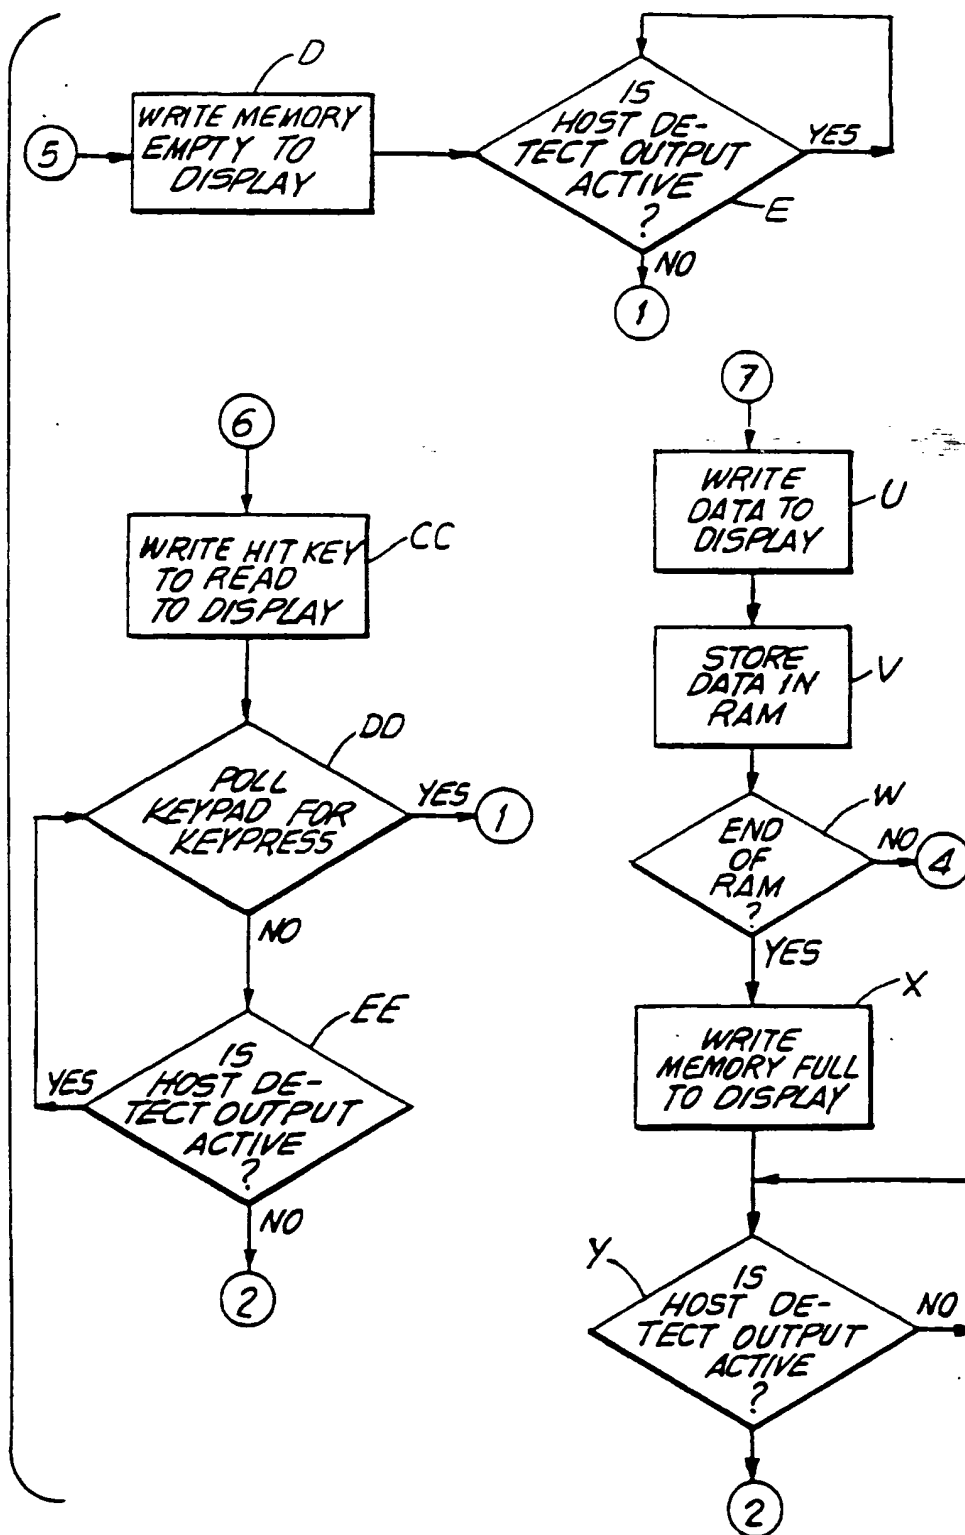 D
5
WRITE MEMORY
EMPTY TO
DISPLAY
IS
HOST DE-
TECT OUTPUT
ACTIVE
?
YES
E
NO
1
6
WRITE HIT KEY
TO READ
TO DISPLAY
CC
POLL
KEYPAD FOR
KEYPRESS
DD
YES
1
NO
IS
HOST DE-
TECT OUTPUT
ACTIVE
?
EE
YES
NO
2
7
WRITE
DATA TO
DISPLAY
U
STORE
DATA IN
RAM
V
END
OF
RAM
?
W
NO
4
YES
WRITE
MEMORY FULL
TO DISPLAY
X
Y
IS
HOST DE-
TECT OUTPUT
ACTIVE
?
NO
2